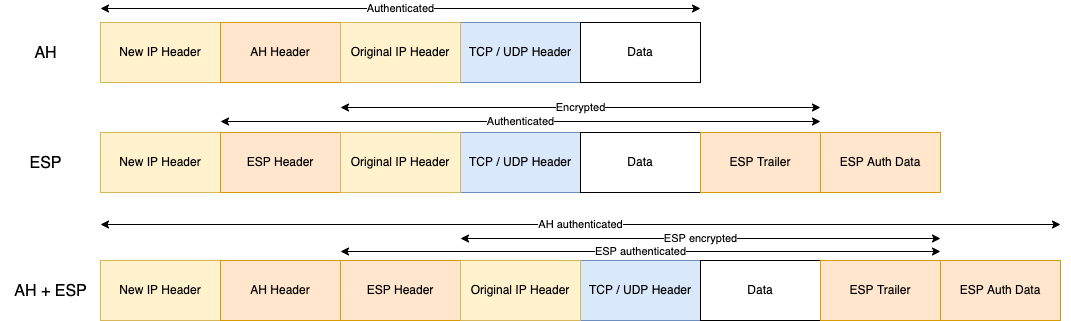 Authenticated
AH
New IP Header
AH Header
Original IP Header
TCP / UDP Header
Data
Encrypted
Authenticated
ESP
New IP Header
ESP Header
Original IP Header
TCP / UDP Header
Data
ESP Trailer
ESP Auth Data
AH authenticated
ESP encrypted
ESP authenticated
AH + ESP
New IP Header
AH Header
ESP Header
Original IP Header
TCP / UDP Header
Data
ESP Trailer
ESP Auth Data